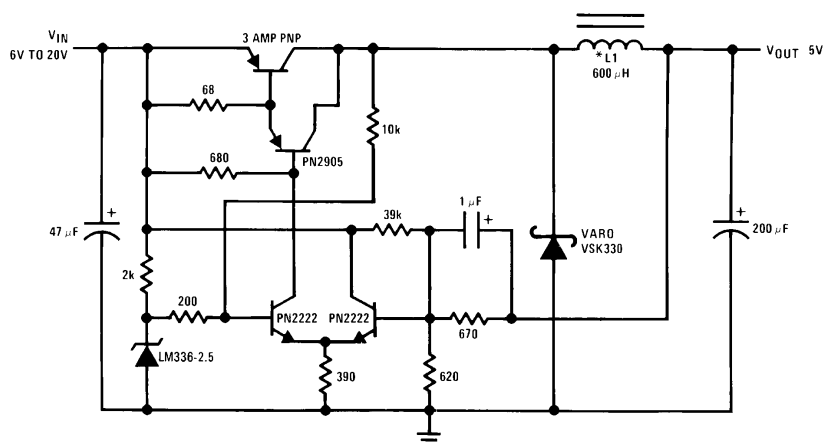 VIN
6V TO 20V
3 AMP PNP
*L1
600 μH
VOUT 5V
68
10k
680
PN2905
1 μF
+
39k
+
47 μF
VARO
VSK330
+
200 μF
2k
200
PN2222
PN2222
670
LM336-2.5
390
620